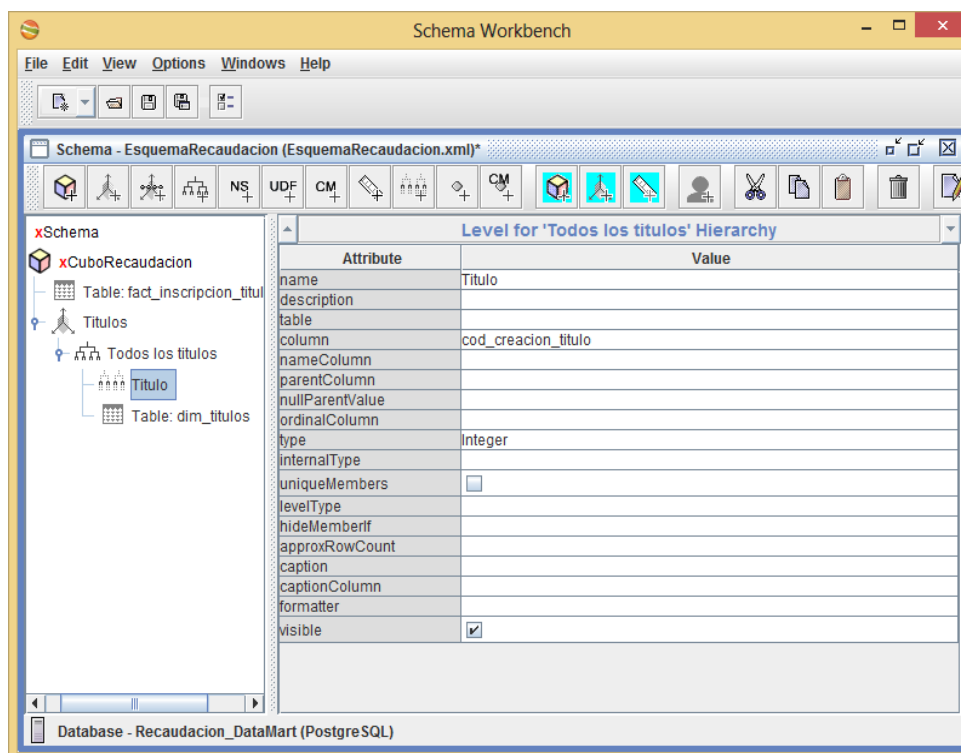 Schema Workbench
File Edit View Options Windows Help
Schema - EsquemaRecaudacion (EsquemaRecaudacion.xml)*
NS UDF CM CM
xSchema
xCuboRecaudacion
Table: fact_inscripcion_titul
Titulos
Todos los titulos
Titulo
Table: dim_titulos
Level for 'Todos los titulos' Hierarchy
Attribute Value
name Titulo
description
table
column cod_creacion_titulo
nameColumn
parentColumn
nullParentValue
ordinalColumn
type Integer
internalType
uniqueMembers
levelType
hideMemberIf
approxRowCount
caption
captionColumn
formatter
visible
Database - Recaudacion_DataMart (PostgreSQL)